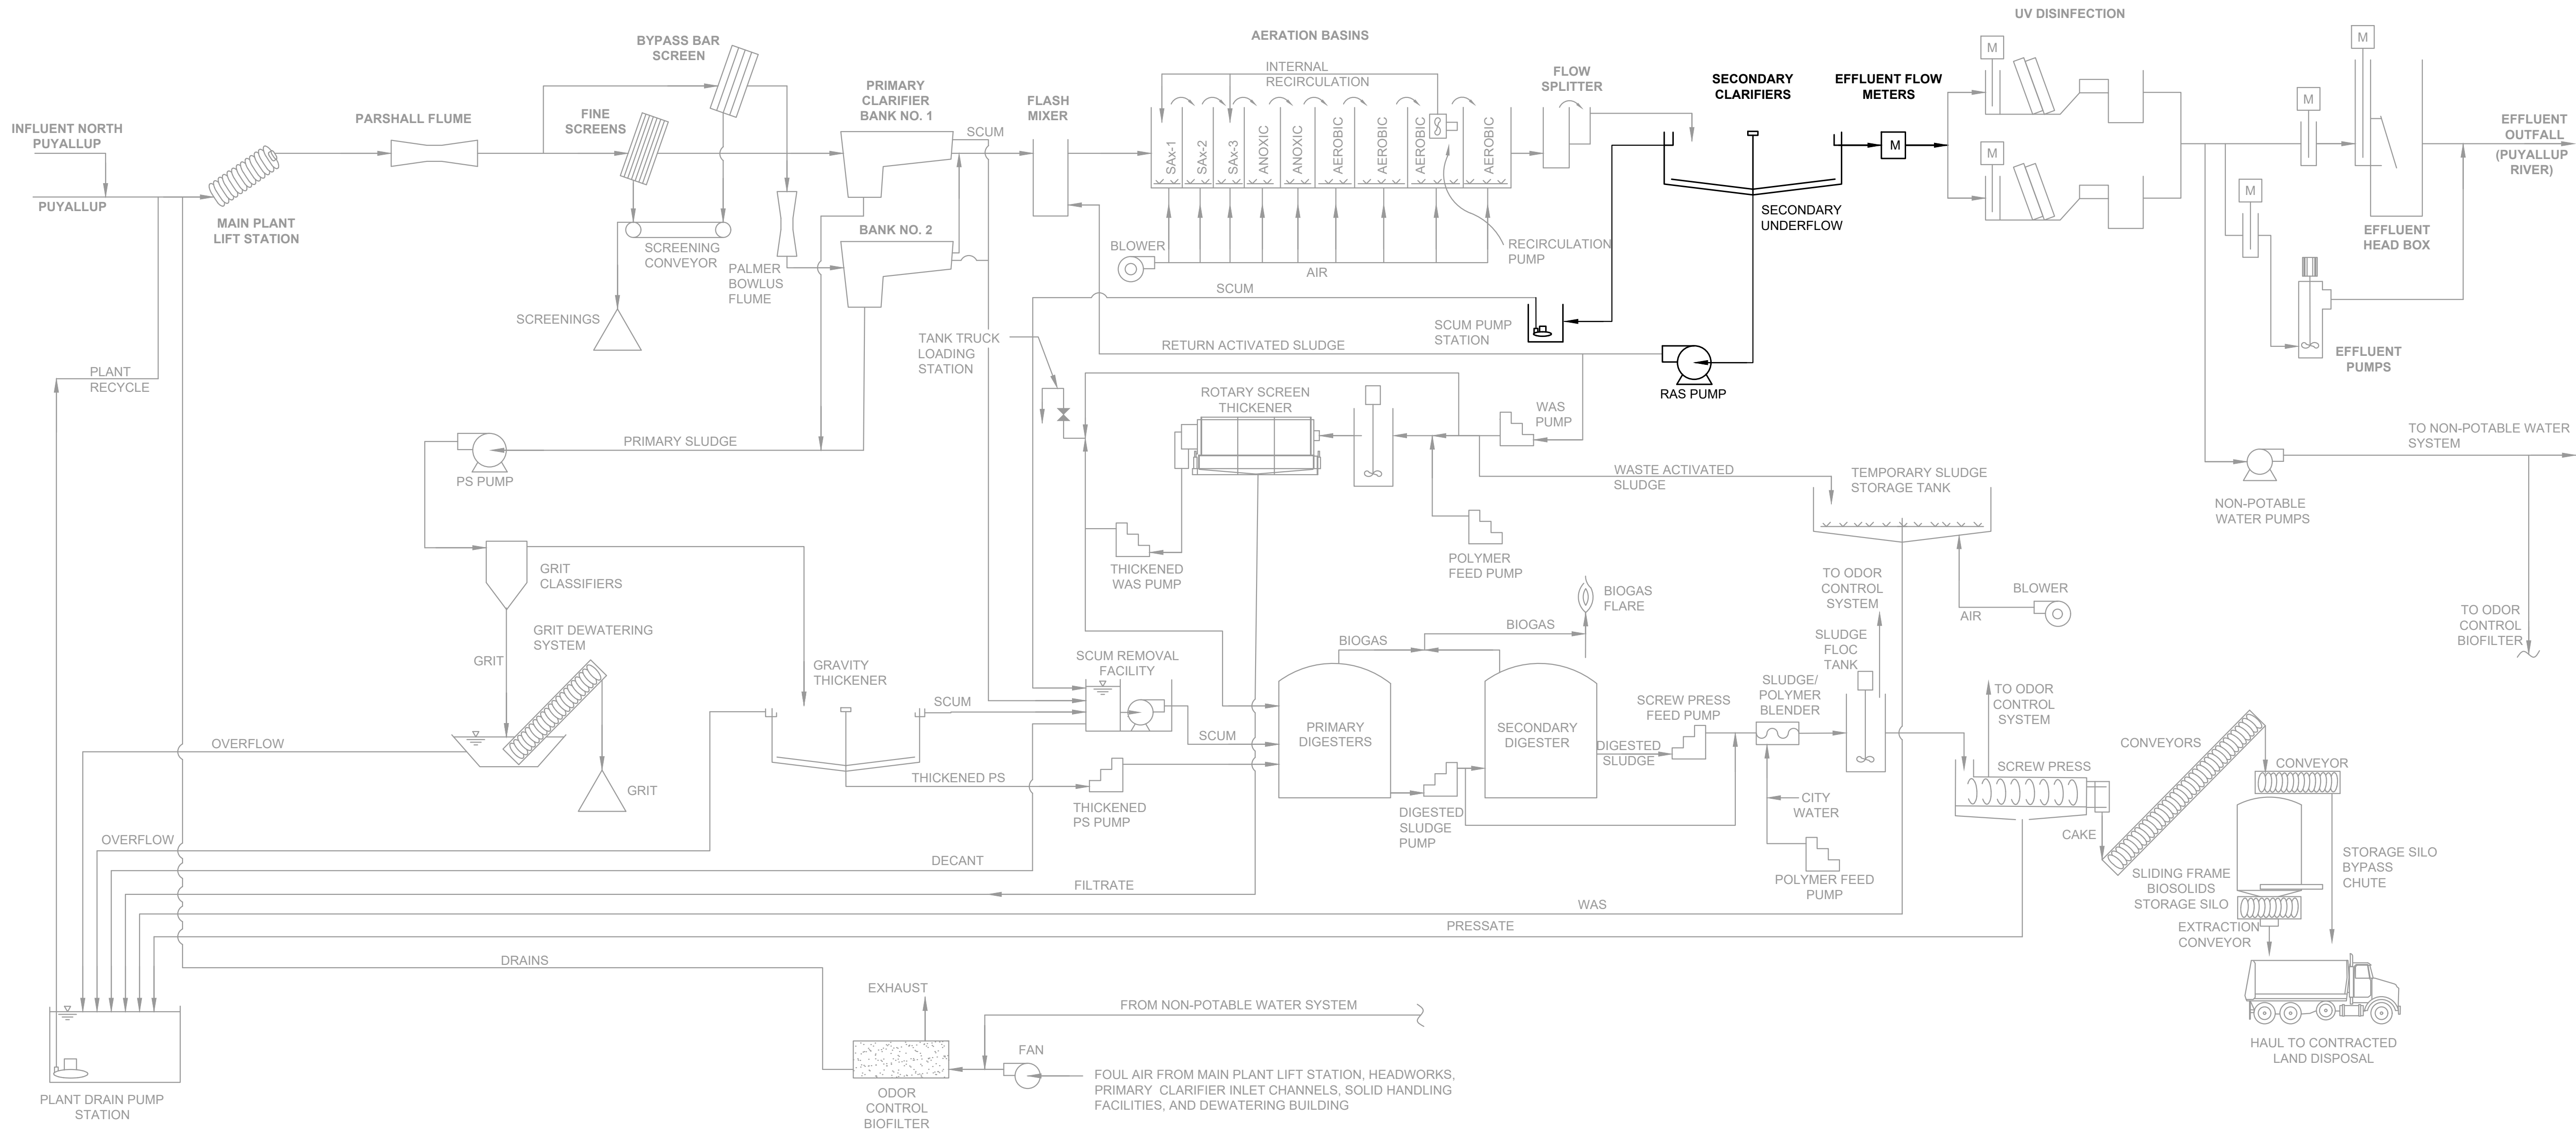 UV DISINFECTION
AERATION BASINS
BYPASS BAR
SCREEN
M
M
M
M
M
M
INTERNAL
RECIRCULATION
FLOW
SPLITTER
SECONDARY
CLARIFIERS
EFFLUENT FLOW
METERS
PRIMARY
CLARIFIER
BANK NO. 1
FLASH
MIXER
FINE
SCREENS
PARSHALL FLUME
INFLUENT NORTH
PUYALLUP
PUYALLUP
SCUM
SAx-1
SAx-2
SAx-3
ANOXIC
ANOXIC
AEROBIC
AEROBIC
AEROBIC
AEROBIC
EFFLUENT
OUTFALL
(PUYALLUP
RIVER)
MAIN PLANT
LIFT STATION
SCREENING
CONVEYOR
BANK NO. 2
PALMER
BOWLUS
FLUME
BLOWER
AIR
RECIRCULATION
PUMP
SECONDARY
UNDERFLOW
EFFLUENT
HEAD BOX
SCREENINGS
SCUM
TANK TRUCK
LOADING
STATION
RETURN ACTIVATED SLUDGE
SCUM PUMP
STATION
RAS PUMP
EFFLUENT
PUMPS
PLANT
RECYCLE
ROTARY SCREEN
THICKENER
WAS
PUMP
PRIMARY SLUDGE
PS PUMP
TO NON-POTABLE WATER
SYSTEM
WASTE ACTIVATED
SLUDGE
TEMPORARY SLUDGE
STORAGE TANK
NON-POTABLE
WATER PUMPS
GRIT
CLASSIFIERS
THICKENED
WAS PUMP
POLYMER
FEED PUMP
BIOGAS
FLARE
TO ODOR
CONTROL
SYSTEM
BLOWER
AIR
TO ODOR
CONTROL
BIOFILTER
GRIT DEWATERING
SYSTEM
GRIT
GRAVITY
THICKENER
SCUM REMOVAL
FACILITY
BIOGAS
BIOGAS
SLUDGE
FLOC
TANK
SCUM
SCUM
PRIMARY
DIGESTERS
SECONDARY
DIGESTER
SCREW PRESS
FEED PUMP
SLUDGE/
POLYMER
BLENDER
TO ODOR
CONTROL
SYSTEM
OVERFLOW
DIGESTED
SLUDGE
CONVEYORS
CONVEYOR
SCREW PRESS
THICKENED PS
GRIT
THICKENED
PS PUMP
DIGESTED
SLUDGE
PUMP
CITY
WATER
CAKE
OVERFLOW
DECANT
FILTRATE
POLYMER FEED
PUMP
SLIDING FRAME
BIOSOLIDS
STORAGE SILO
STORAGE SILO
BYPASS
CHUTE
WAS
PRESSATE
EXTRACTION
CONVEYOR
DRAINS
EXHAUST
FROM NON-POTABLE WATER SYSTEM
FAN
FOUL AIR FROM MAIN PLANT LIFT STATION, HEADWORKS,
PRIMARY CLARIFIER INLET CHANNELS, SOLID HANDLING
FACILITIES, AND DEWATERING BUILDING
ODOR
CONTROL
BIOFILTER
HAUL TO CONTRACTED
LAND DISPOSAL
PLANT DRAIN PUMP
STATION